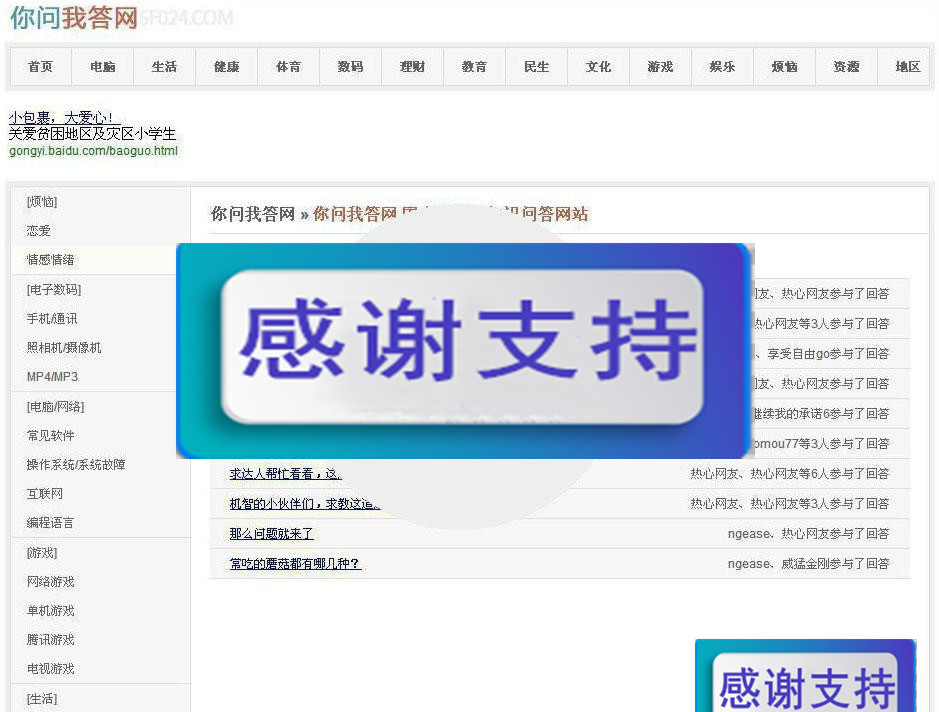 你问我答网SF024.COM
首页 电脑 生活 健康 体育 数码 理财 教育 民生 文化 游戏 娱乐 烦恼 资源 地区
小包裹，大爱心！
关爱贫困地区及灾区小学生
gongyi.baidu.com/baoguo.html
你问我答网 » 你问我答网 问答网站
[烦恼]
恋爱
情感情绪
[电子数码]
手机/通讯
照相机/摄像机
MP4/MP3
[电脑/网络]
常见软件
操作系统/系统故障
互联网
编程语言
[游戏]
网络游戏
单机游戏
腾讯游戏
电视游戏
[生活]
感谢支持
友、热心网友参与了回答
热心网友等3人参与了回答
、享受自由go参与了回答
友、热心网友参与了回答
继续我的承诺6参与了回答
omou77等3人参与了回答
求达人帮忙看看，这. 热心网友、热心网友等6人参与了回答
机智的小伙伴们，求教这道 热心网友、热心网友等3人参与了回答
那么问题就来了 ngease、热心网友参与了回答
常吃的蘑菇都有哪几种？ ngease、威猛金刚参与了回答
感谢支持